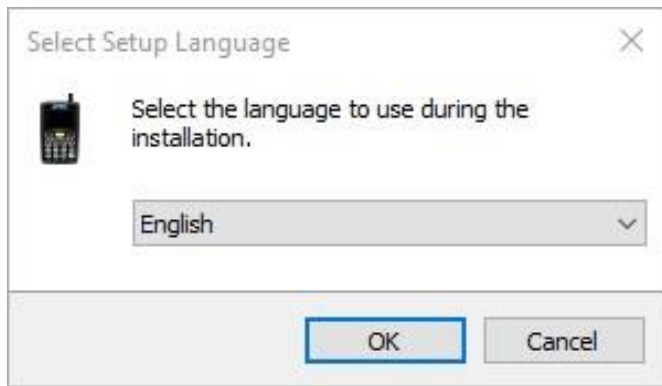 Select Setup Language
Select the language to use during the
installation.
English
OK
Cancel